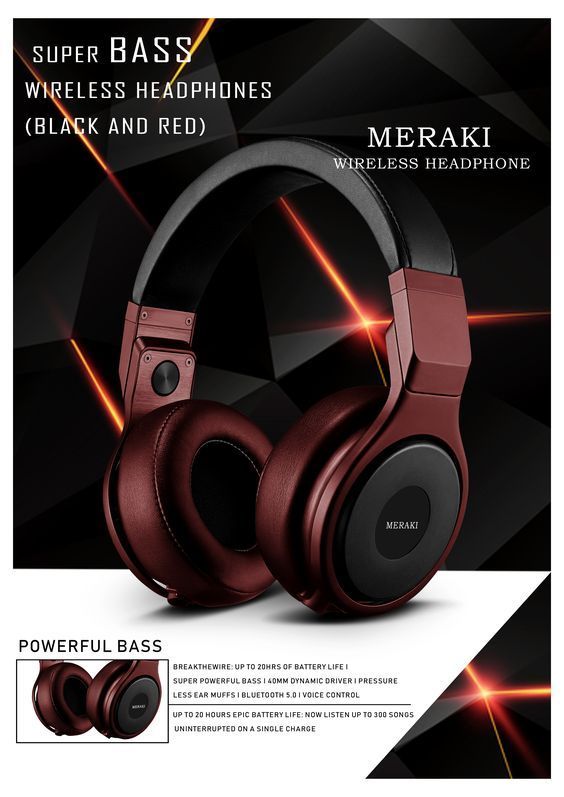 SUPER BASS
WIRELESS HEADPHONES
(BLACK AND RED)
MERAKI
WIRELESS HEADPHONE
MERAKI
POWERFUL BASS
MERAKI
BREAKTHEWIRE: UP TO 20HRS OF BATTERY LIFE I
SUPER POWERFUL BASS I 40MM DYNAMIC DRIVER I PRESSURE
LESS EAR MUFFS I BLUETOOTH 5.0 I VOICE CONTROL
UP TO 20 HOURS EPIC BATTERY LIFE: NOW LISTEN UP TO 300 SONGS
UNINTERRUPTED ON A SINGLE CHARGE